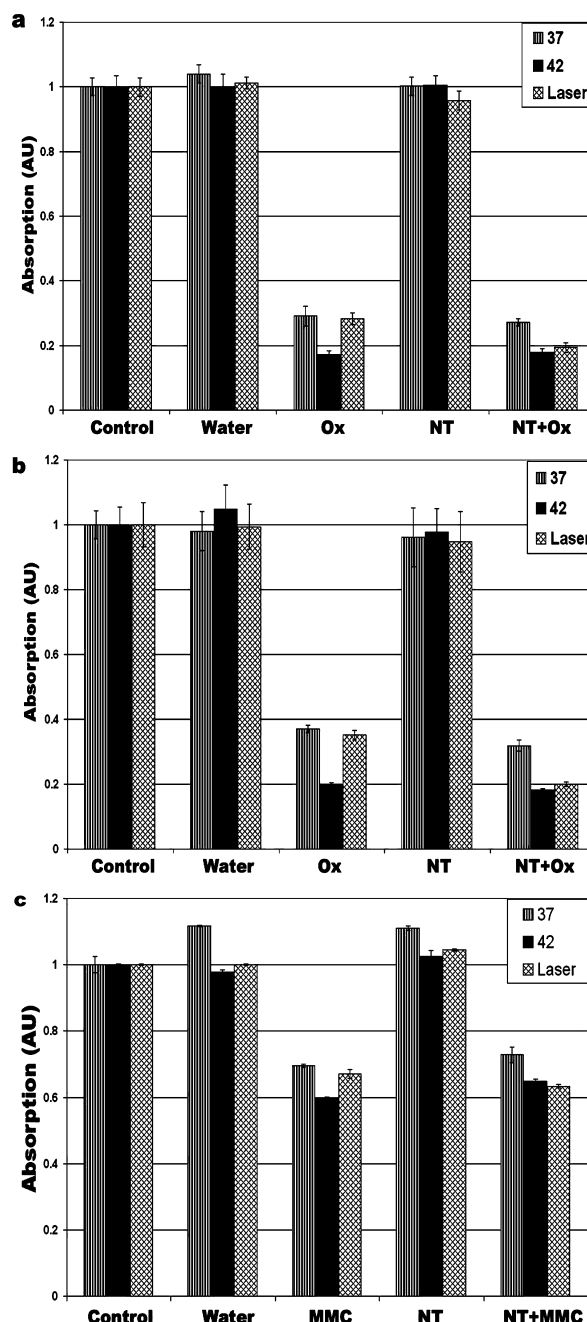 a
1.2
1
0.8
0.6
0.4
0.2
0
Absorption (AU)
37
42
Laser
Control Water Ox NT NT+Ox
b
1.2
1
0.8
0.6
0.4
0.2
0
Absorption (AU)
37
42
Laser
Control Water Ox NT NT+Ox
c
1.2
1
0.8
0.6
0.4
0.2
0
Absorption (AU)
37
42
Laser
Control Water MMC NT NT+MMC